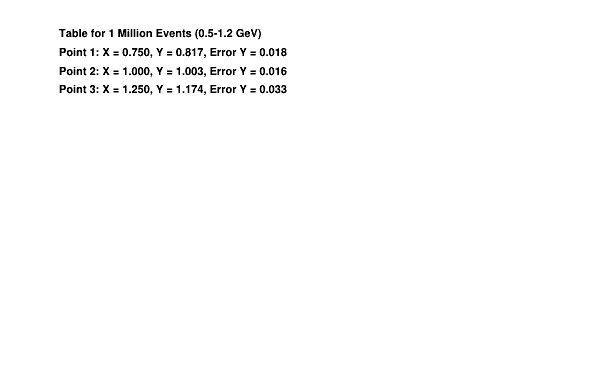 Table for 1 Million Events (0.5-1.2 GeV)
Point 1: X = 0.750, Y = 0.817, Error Y = 0.018
Point 2: X = 1.000, Y = 1.003, Error Y = 0.016
Point 3: X = 1.250, Y = 1.174, Error Y = 0.033